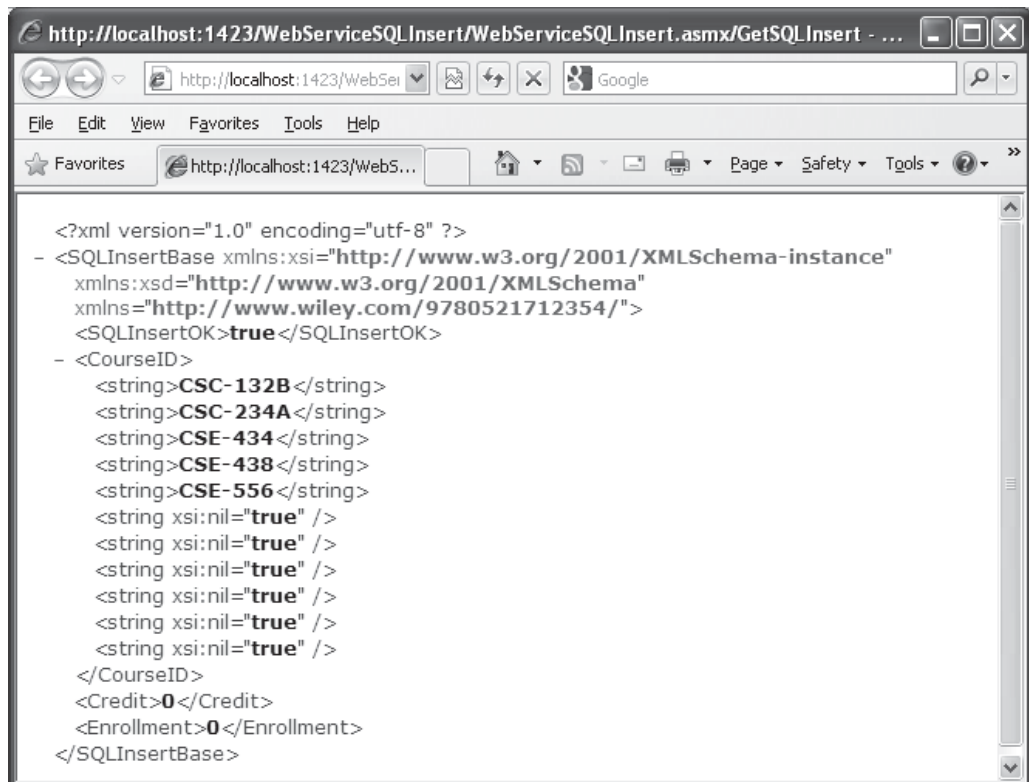 http://localhost:1423/WebServiceSQLInsert/WebServiceSQLInsert.asmx/GetSQLInsert - ...
http://localhost:1423/WebSer
Google
File Edit View Favorites Tools Help
Favorites http://localhost:1423/WebS... Page Safety Tools »
<?xml version="1.0" encoding="utf-8" ?>
- <SQLInsertBase xmlns:xsi="http://www.w3.org/2001/XMLSchema-instance"
xmlns:xsd="http://www.w3.org/2001/XMLSchema"
xmlns="http://www.wiley.com/9780521712354/">
<SQLInsertOK>true</SQLInsertOK>
- <CourseID>
<string>CSC-132B</string>
<string>CSC-234A</string>
<string>CSE-434</string>
<string>CSE-438</string>
<string>CSE-556</string>
<string xsi:nil="true" />
<string xsi:nil="true" />
<string xsi:nil="true" />
<string xsi:nil="true" />
<string xsi:nil="true" />
<string xsi:nil="true" />
</CourseID>
<Credit>0</Credit>
<Enrollment>0</Enrollment>
</SQLInsertBase>